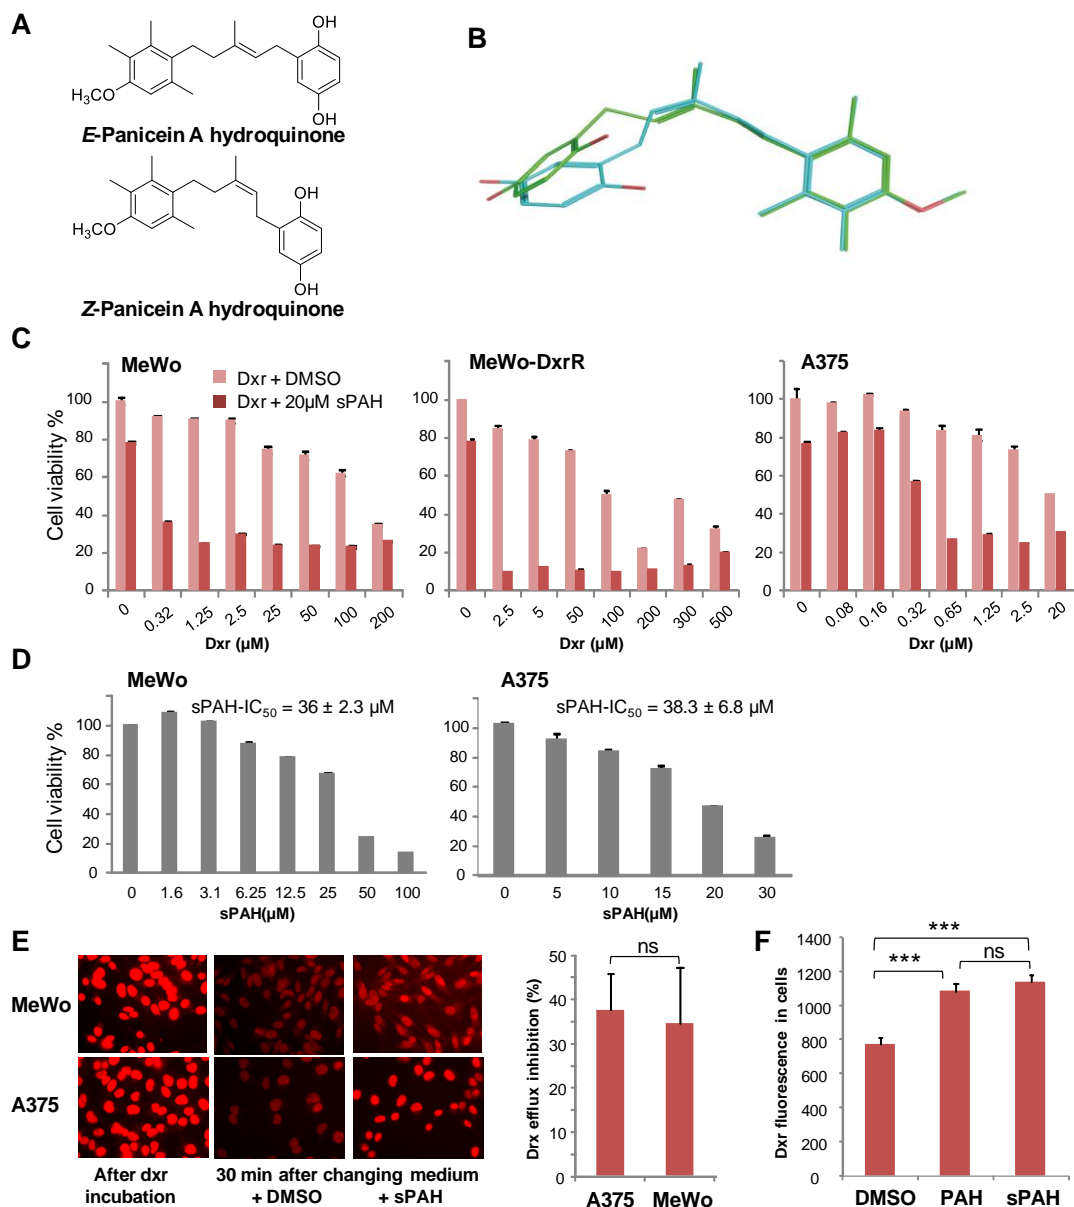 A
OH
H3CO
OH
E-Panicein A hydroquinone
OH
H3CO
OH
Z-Panicein A hydroquinone
B
C
MeWo
Dxr + DMSO
Dxr + 20µM sPAH
Cell viability %
100
80
60
40
20
0
0 0.32 1.25 2.5 25 50 100 200
Dxr (µM)
MeWo-DxrR
100
80
60
40
20
0
0 2.5 5 50 100 200 300 500
Dxr (µM)
A375
100
80
60
40
20
0
0 0.08 0.16 0.32 0.65 1.25 2.5 20
Dxr (µM)
D
MeWo
sPAH-IC50 = 36 ± 2.3 µM
Cell viability %
100
80
60
40
20
0
0 1.6 3.1 6.25 12.5 25 50 100
sPAH(µM)
A375
sPAH-IC50 = 38.3 ± 6.8 µM
100
80
60
40
20
0
0 5 10 15 20 30
sPAH(µM)
E
MeWo
A375
After dxr
incubation
30 min after changing medium
+ DMSO + sPAH
Drx efflux inhibition (%)
50
45
40
35
30
25
20
15
10
5
0
ns
A375 MeWo
F
Dxr fluorescence in cells
1400
1200
1000
800
600
400
200
0
***
***
ns
DMSO PAH sPAH